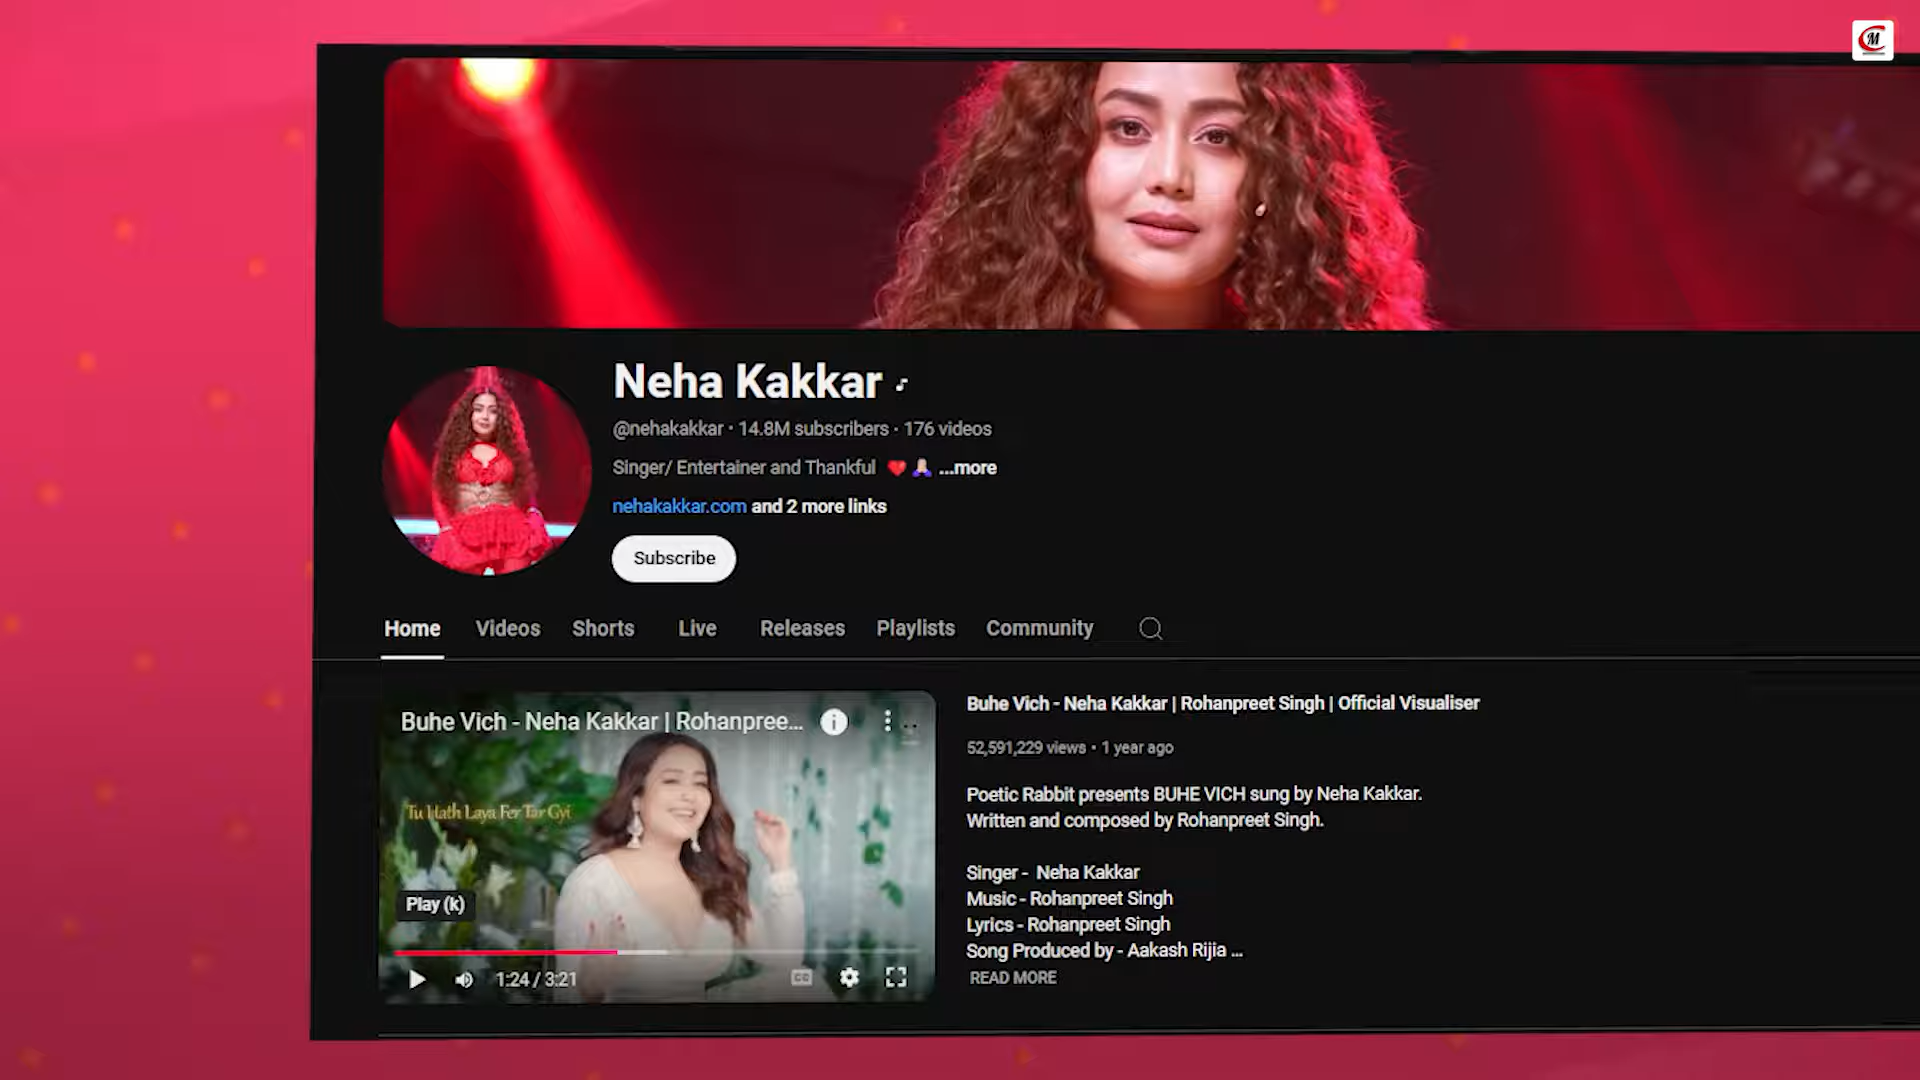 Neha Kakkar
@nehakakkar · 14.8M subscribers · 176 videos
Singer/ Entertainer and Thankful ❤️🙏🏻 ...more
nehakakkar.com and 2 more links
Subscribe
Home Videos Shorts Live Releases Playlists Community
Buhe Vich - Neha Kakkar | Rohanpree...
Tu Hath Laya Fer Tar Gyi
Play (k)
1:24 / 3:21
CC
Buhe Vich - Neha Kakkar | Rohanpreet Singh | Official Visualiser
52,591,229 views • 1 year ago
Poetic Rabbit presents BUHE VICH sung by Neha Kakkar.
Written and composed by Rohanpreet Singh.
Singer - Neha Kakkar
Music - Rohanpreet Singh
Lyrics - Rohanpreet Singh
Song Produced by - Aakash Rijia ...
READ MORE